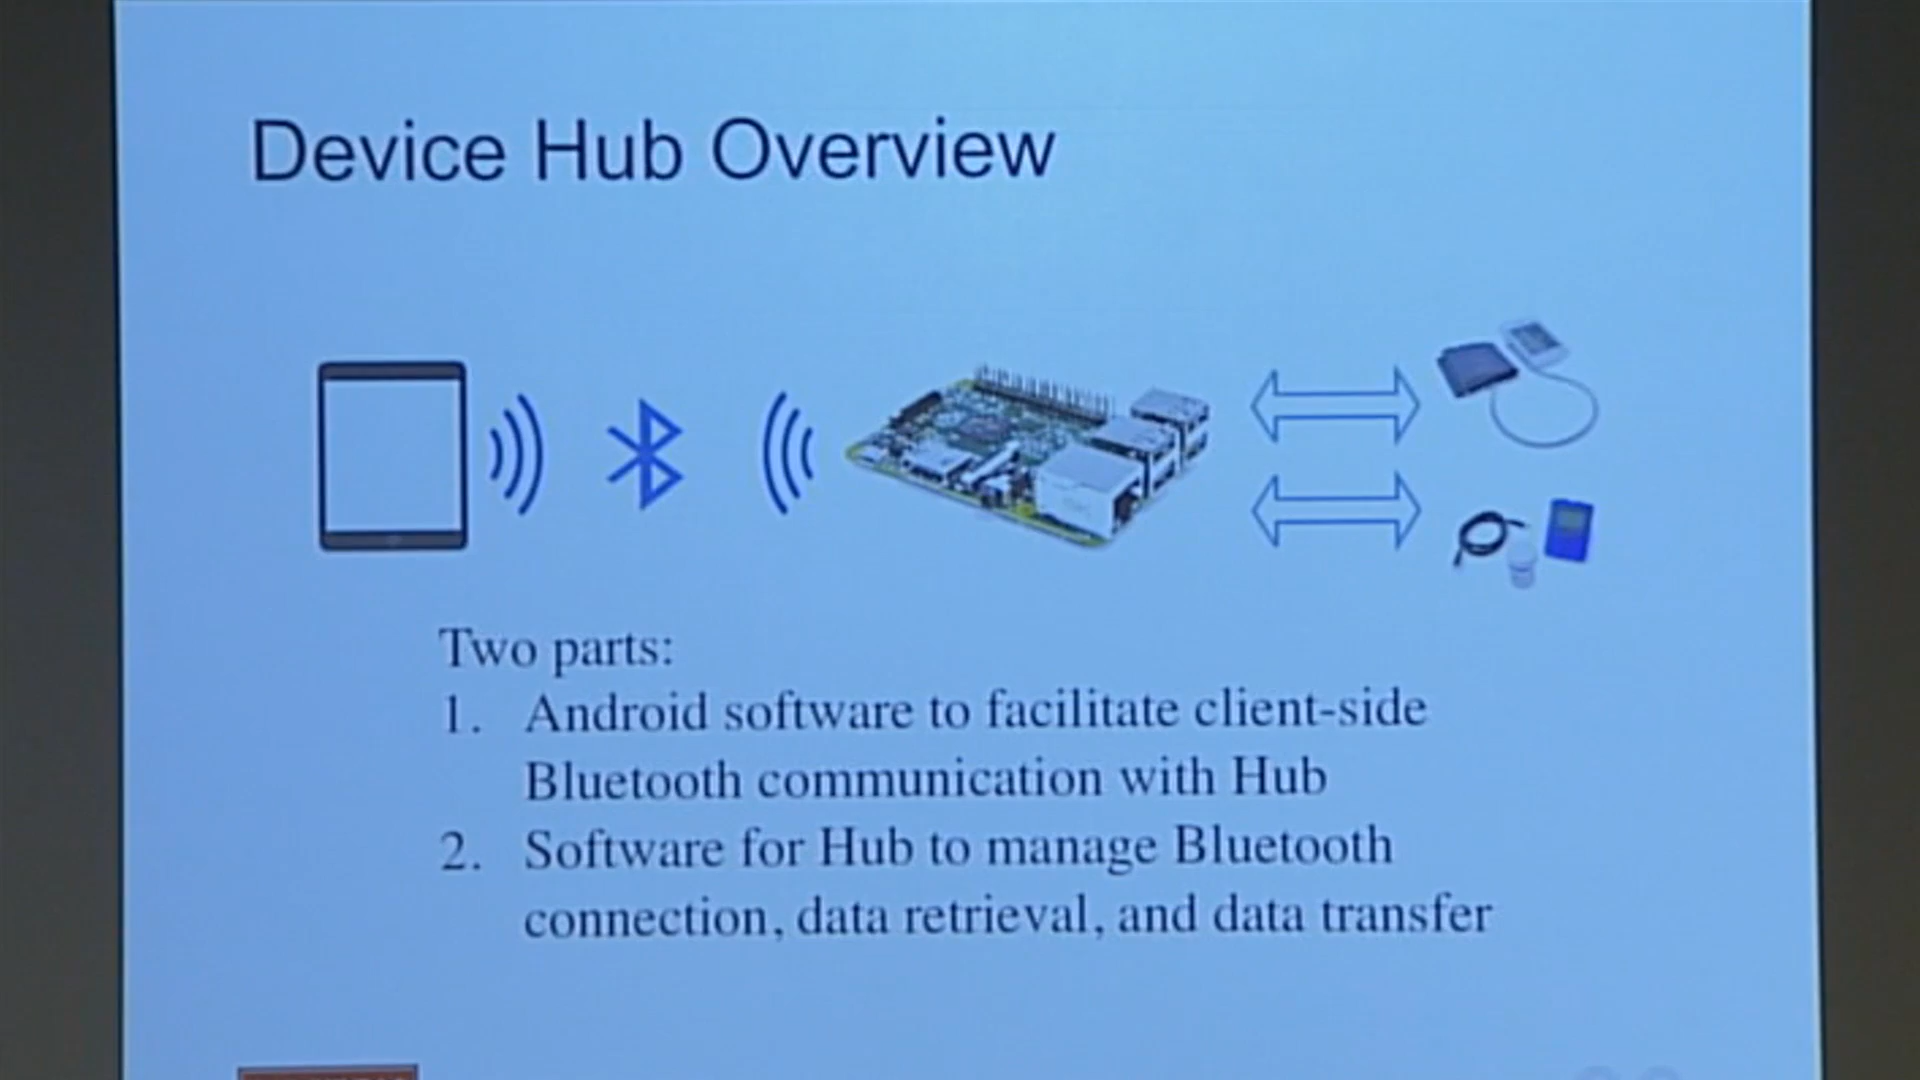 Device Hub Overview
Two parts:
1. Android software to facilitate client-side
Bluetooth communication with Hub
2. Software for Hub to manage Bluetooth
connection, data retrieval, and data transfer